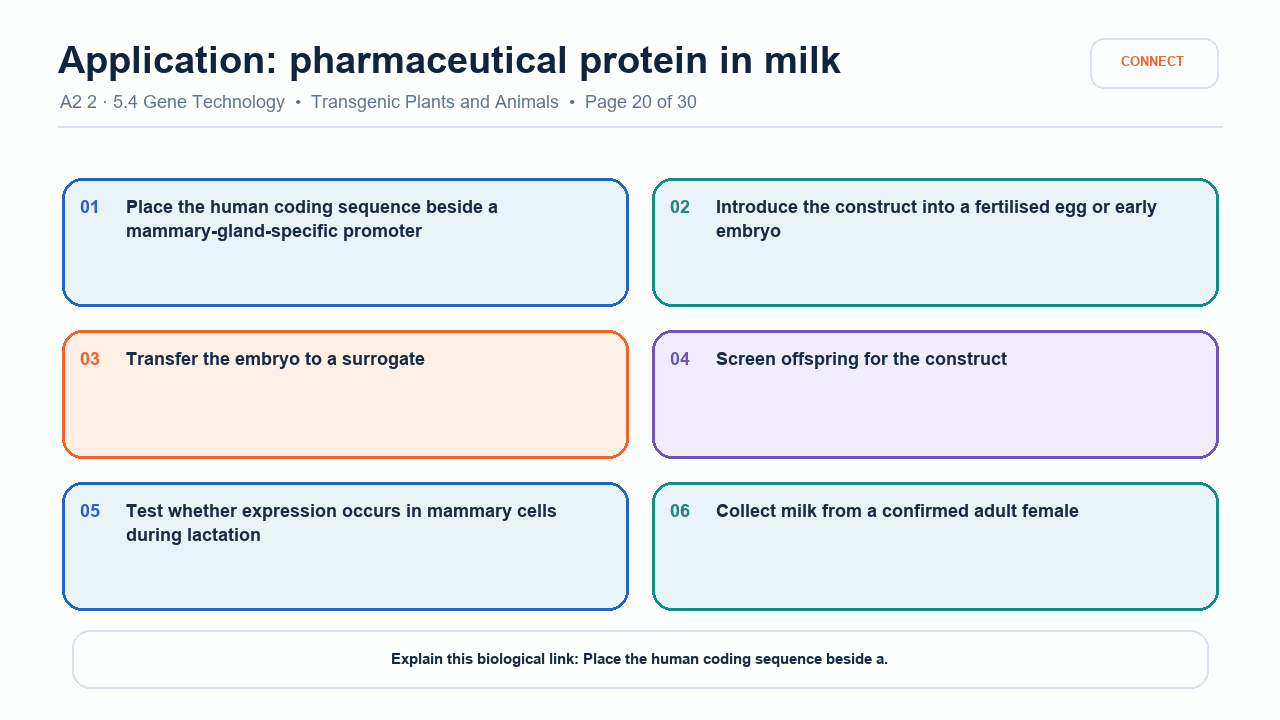 Application: pharmaceutical protein in milk
CONNECT
A2 2 · 5.4 Gene Technology • Transgenic Plants and Animals • Page 20 of 30
01 Place the human coding sequence beside a
mammary-gland-specific promoter
02 Introduce the construct into a fertilised egg or early
embryo
03 Transfer the embryo to a surrogate
04 Screen offspring for the construct
05 Test whether expression occurs in mammary cells
during lactation
06 Collect milk from a confirmed adult female
Explain this biological link: Place the human coding sequence beside a.